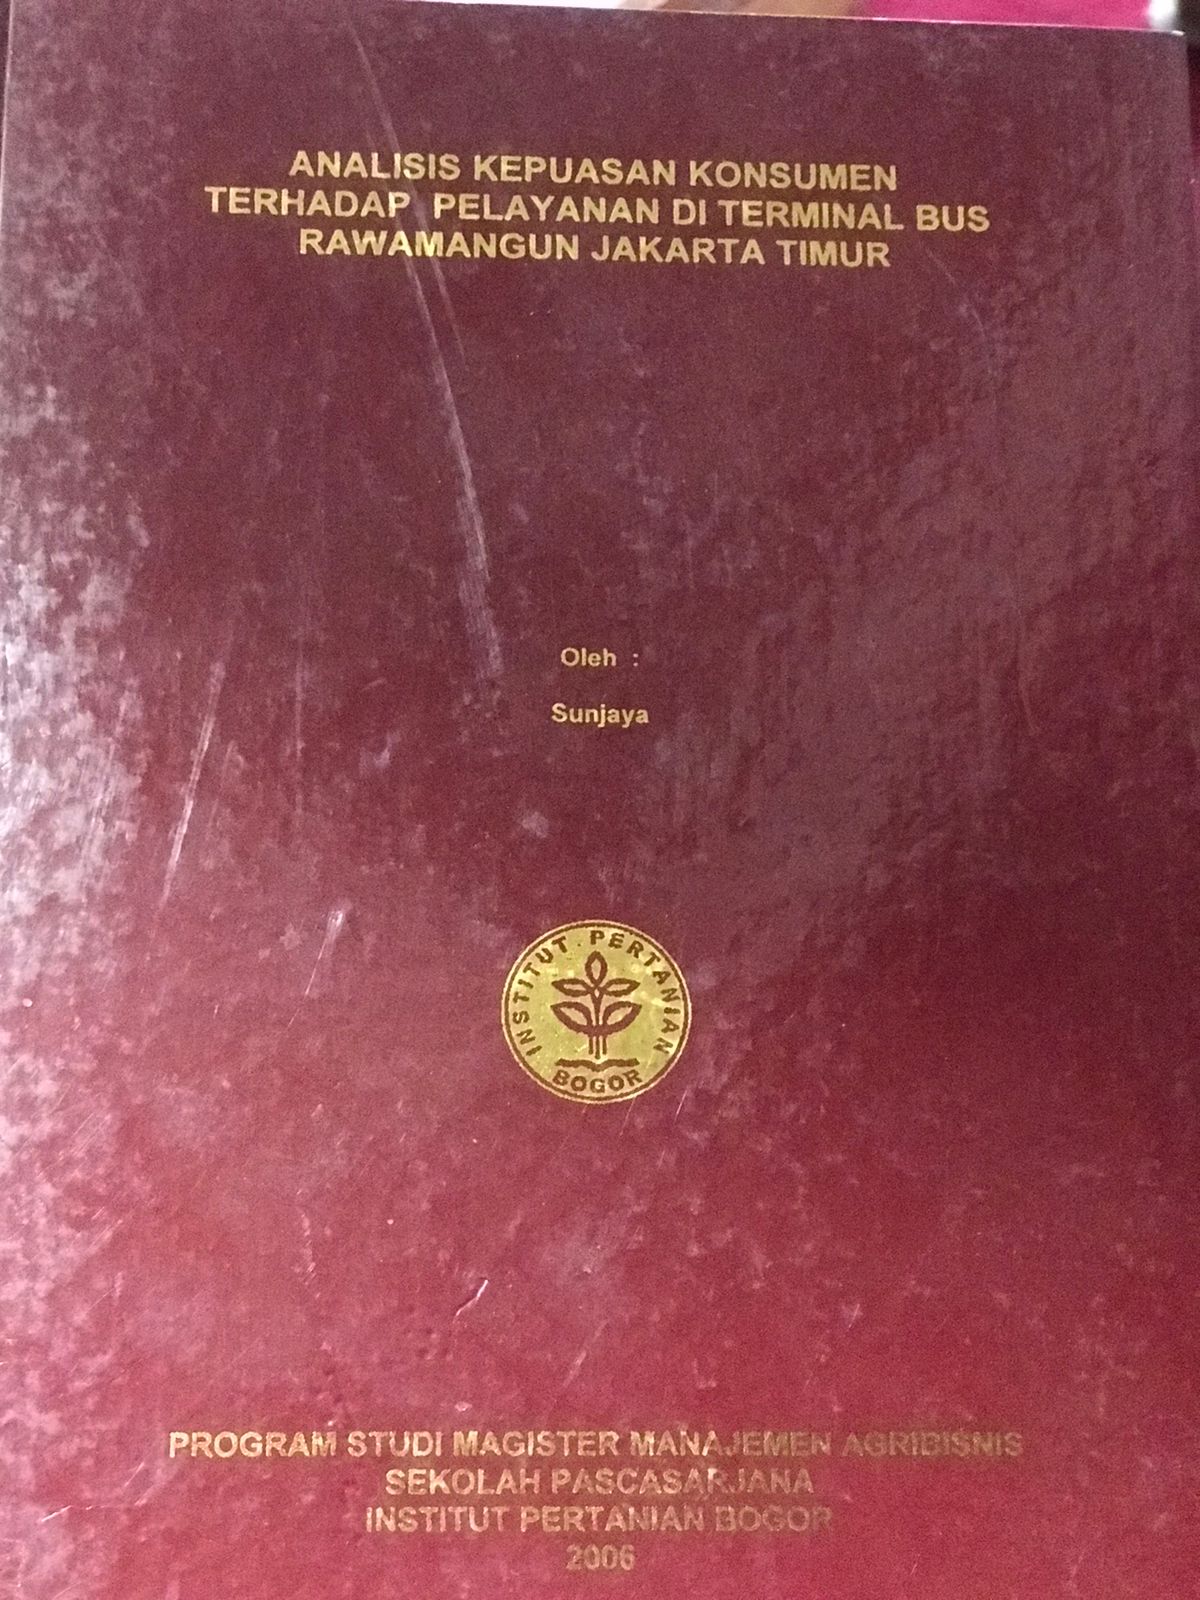 ANALISIS KEPUASAN KONSUMEN
TERHADAP PELAYANAN DI TERMINAL BUS
RAWAMANGUN JAKARTA TIMUR
Oleh :
Sunjaya
INSTITUT PERTANIAN
BOGOR
PROGRAM STUDI MAGISTER MANAJEMEN AGRIBISNIS
SEKOLAH PASCASARJANA
INSTITUT PERTANIAN BOGOR
2006